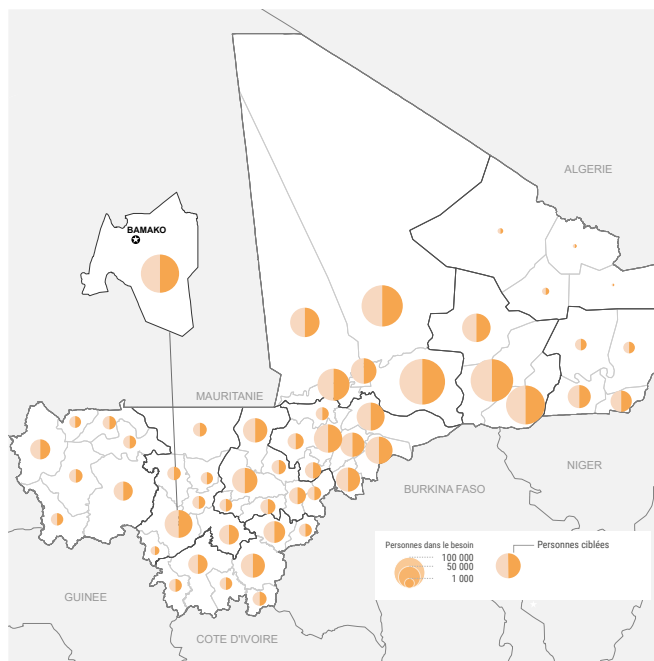 ALGERIE
BAMAKO
MAURITANIE
NIGER
BURKINA FASO
Personnes dans le besoin
100 000
50 000
1 000
Personnes ciblées
GUINEE
COTE D'IVOIRE